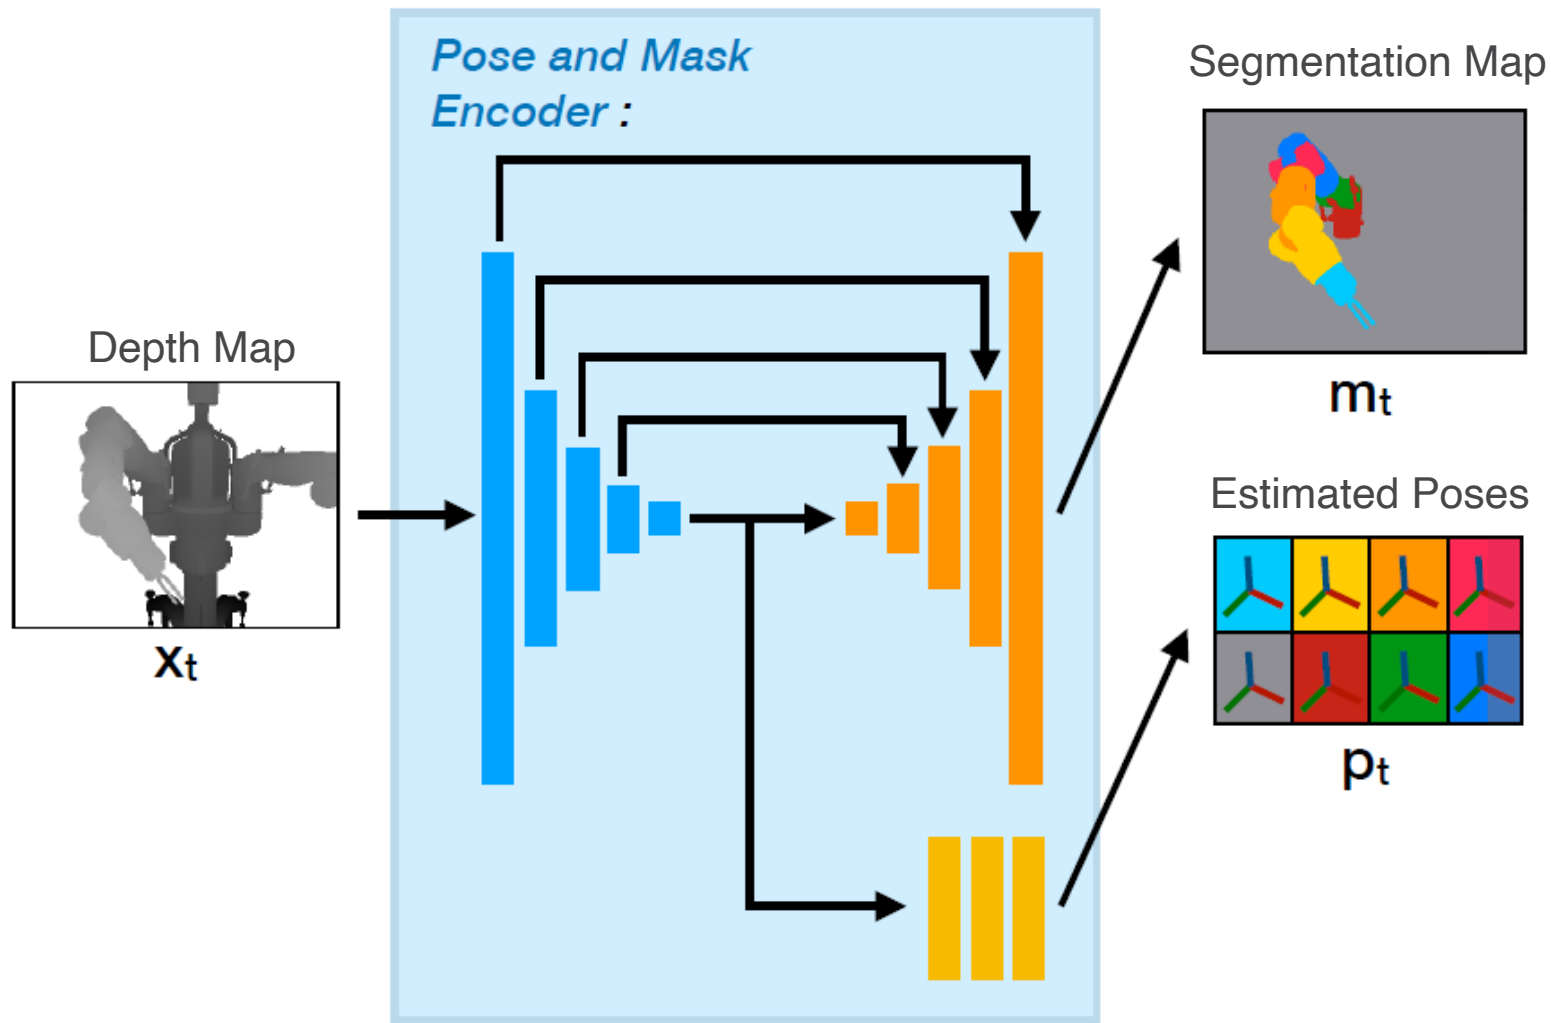 Pose and Mask
Encoder :
Segmentation Map
Depth Map
mt
Estimated Poses
xt
pt